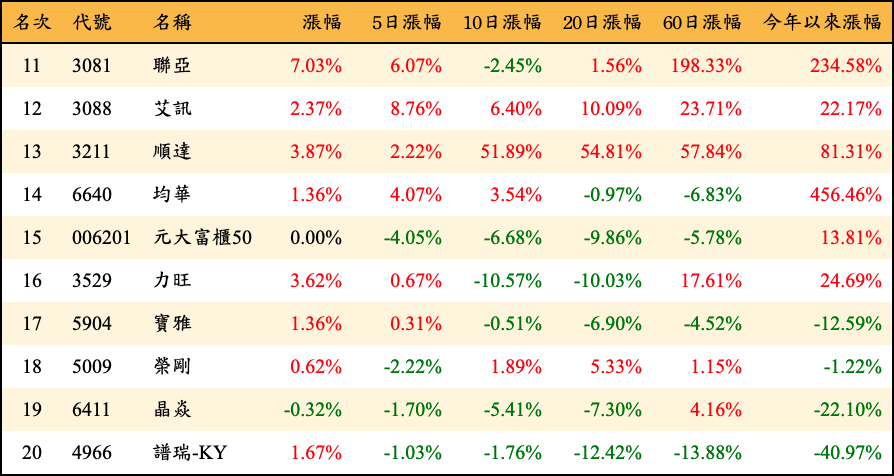 名次 代號 名稱 漲幅 5日漲幅 10日漲幅 20日漲幅 60日漲幅 今年以來漲幅
11 3081 聯亞 7.03% 6.07% -2.45% 1.56% 198.33% 234.58%
12 3088 艾訊 2.37% 8.76% 6.40% 10.09% 23.71% 22.17%
13 3211 順達 3.87% 2.22% 51.89% 54.81% 57.84% 81.31%
14 6640 均華 1.36% 4.07% 3.54% -0.97% -6.83% 456.46%
15 006201 元大富櫃50 0.00% -4.05% -6.68% -9.86% -5.78% 13.81%
16 3529 力旺 3.62% 0.67% -10.57% -10.03% 17.61% 24.69%
17 5904 寶雅 1.36% 0.31% -0.51% -6.90% -4.52% -12.59%
18 5009 榮剛 0.62% -2.22% 1.89% 5.33% 1.15% -1.22%
19 6411 晶焱 -0.32% -1.70% -5.41% -7.30% 4.16% -22.10%
20 4966 譜瑞-KY 1.67% -1.03% -1.76% -12.42% -13.88% -40.97%